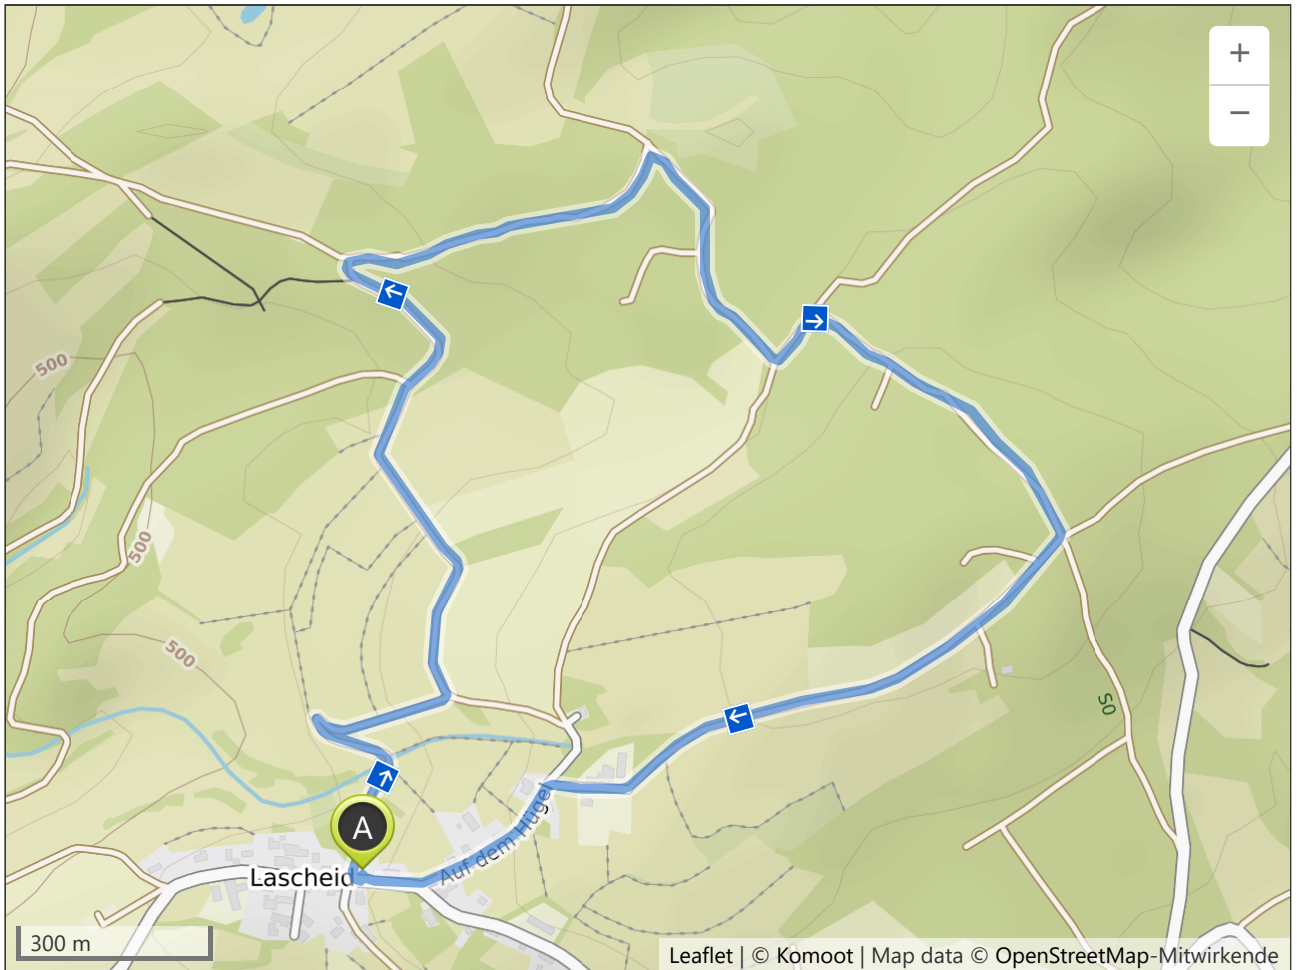 +
−
500
500
500
50
A
Lascheid
Auf dem Hügel
300 m
Leaflet | © Komoot | Map data © OpenStreetMap-Mitwirkende